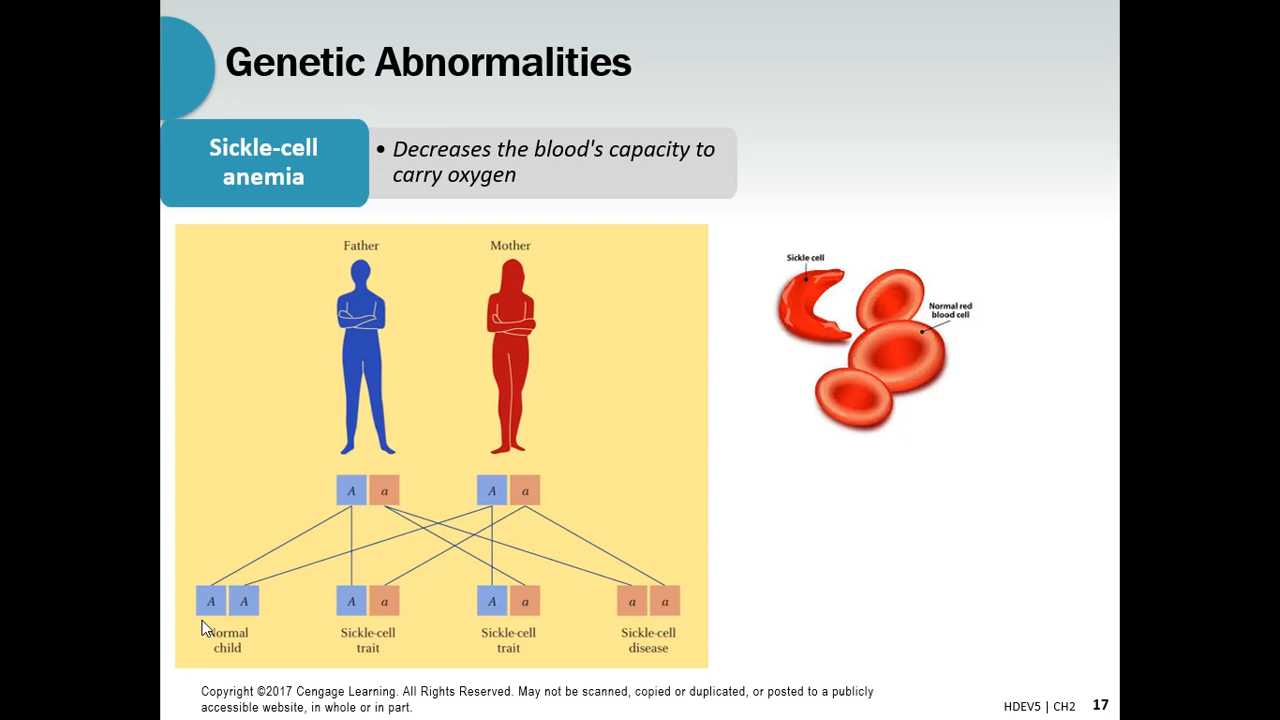 Genetic Abnormalities
Sickle-cell
anemia
• Decreases the blood's capacity to
carry oxygen
Father
Mother
A a
A a
A A
A a
A a
a a
Normal
child
Sickle-cell
trait
Sickle-cell
trait
Sickle-cell
disease
Sickle cell
Normal red
blood cell
Copyright ©2017 Cengage Learning. All Rights Reserved. May not be scanned, copied or duplicated, or posted to a publicly
accessible website, in whole or in part.
HDEV5 | CH2 17